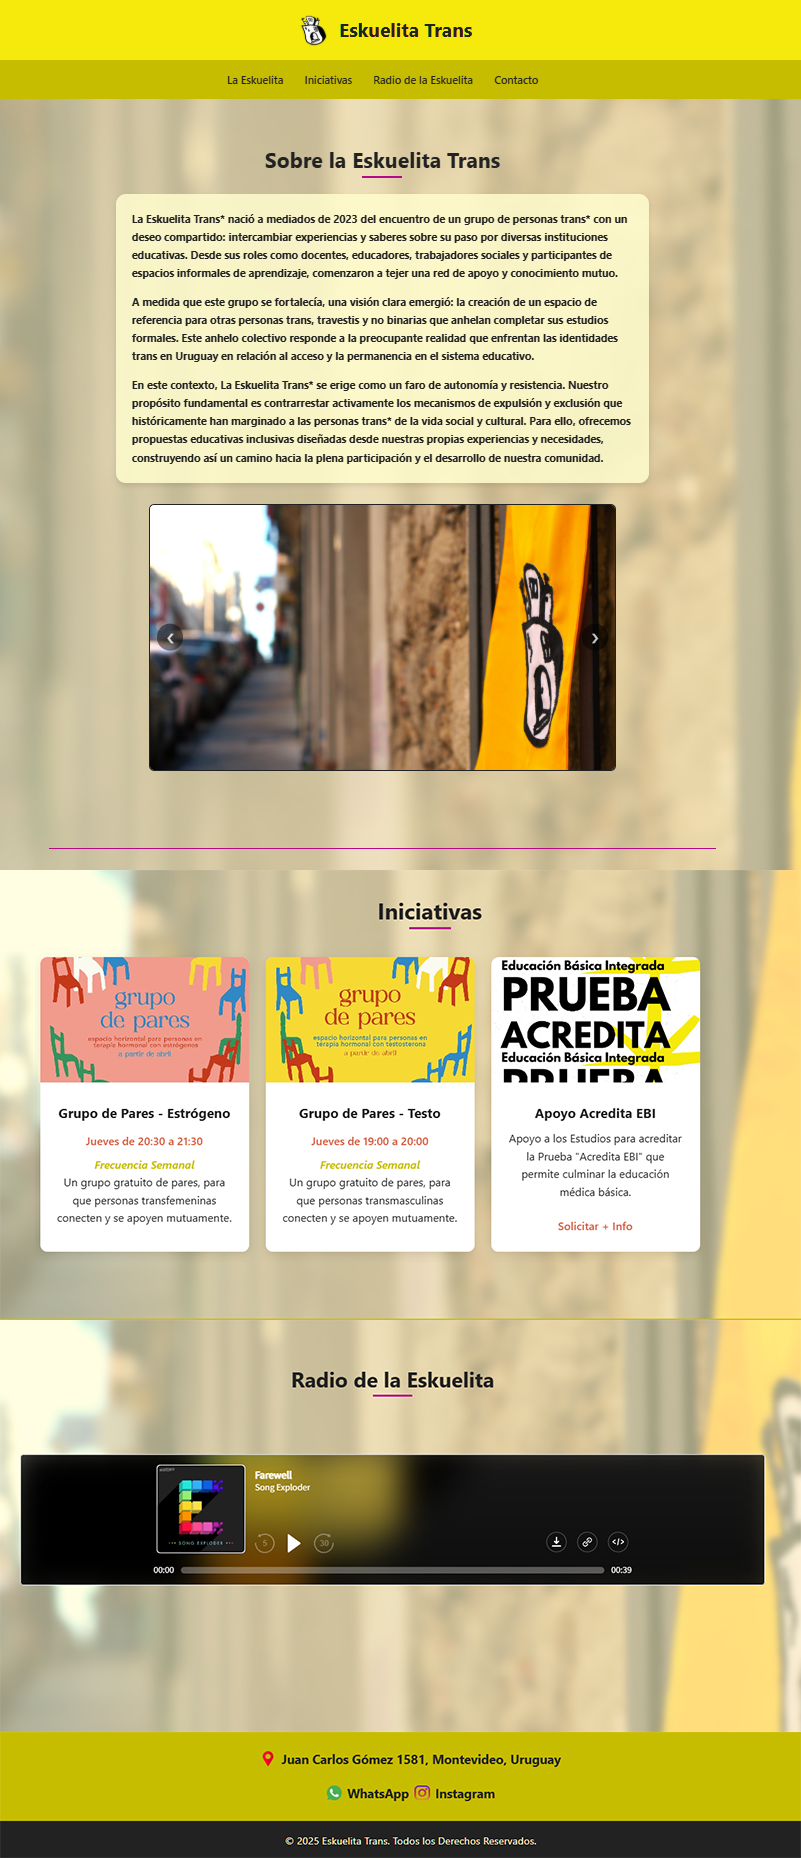 Eskuelita Trans
La Eskuelita Iniciativas Radio de la Eskuelita Contacto
Sobre la Eskuelita Trans
La Eskuelita Trans* nació a mediados de 2023 del encuentro de un grupo de personas trans* con un
deseo compartido: intercambiar experiencias y saberes sobre su paso por diversas instituciones
educativas. Desde sus roles como docentes, educadores, trabajadores sociales y participantes de
espacios informales de aprendizaje, comenzaron a tejer una red de apoyo y conocimiento mutuo.
A medida que este grupo se fortalecía, una visión clara emergió: la creación de un espacio de
referencia para otras personas trans, travestis y no binarias que anhelan completar sus estudios
formales. Este anhelo colectivo responde a la preocupante realidad que enfrentan las identidades
trans en Uruguay en relación al acceso y la permanencia en el sistema educativo.
En este contexto, La Eskuelita Trans* se erige como un faro de autonomía y resistencia. Nuestro
propósito fundamental es contrarrestar activamente los mecanismos de expulsión y exclusión que
históricamente han marginado a las personas trans* de la vida social y cultural. Para ello, ofrecemos
propuestas educativas inclusivas diseñadas desde nuestras propias experiencias y necesidades,
construyendo así un camino hacia la plena participación y el desarrollo de nuestra comunidad.
Iniciativas
grupo
de pares
espacio horizontal para personas en
terapia hormonal con estrógenos
a partir de abril
Grupo de Pares - Estrógeno
Jueves de 20:30 a 21:30
Frecuencia Semanal
Un grupo gratuito de pares, para
que personas transfemeninas
conecten y se apoyen mutuamente.
grupo
de pares
espacio horizontal para personas en
terapia hormonal con testosterona
a partir de abril
Grupo de Pares - Testo
Jueves de 19:00 a 20:00
Frecuencia Semanal
Un grupo gratuito de pares, para
que personas transmasculinas
conecten y se apoyen mutuamente.
Educación Básica Integrada
PRUEBA
ACREDITA
Educación Básica Integrada
PRUEBA
Apoyo Acredita EBI
Apoyo a los Estudios para acreditar
la Prueba "Acredita EBI" que
permite culminar la educación
médica básica.
Solicitar + Info
Radio de la Eskuelita
Farewell
Song Exploder
SONG EXPLODER
5 30
00:00 00:39
Juan Carlos Gómez 1581, Montevideo, Uruguay
WhatsApp Instagram
© 2025 Eskuelita Trans. Todos los Derechos Reservados.